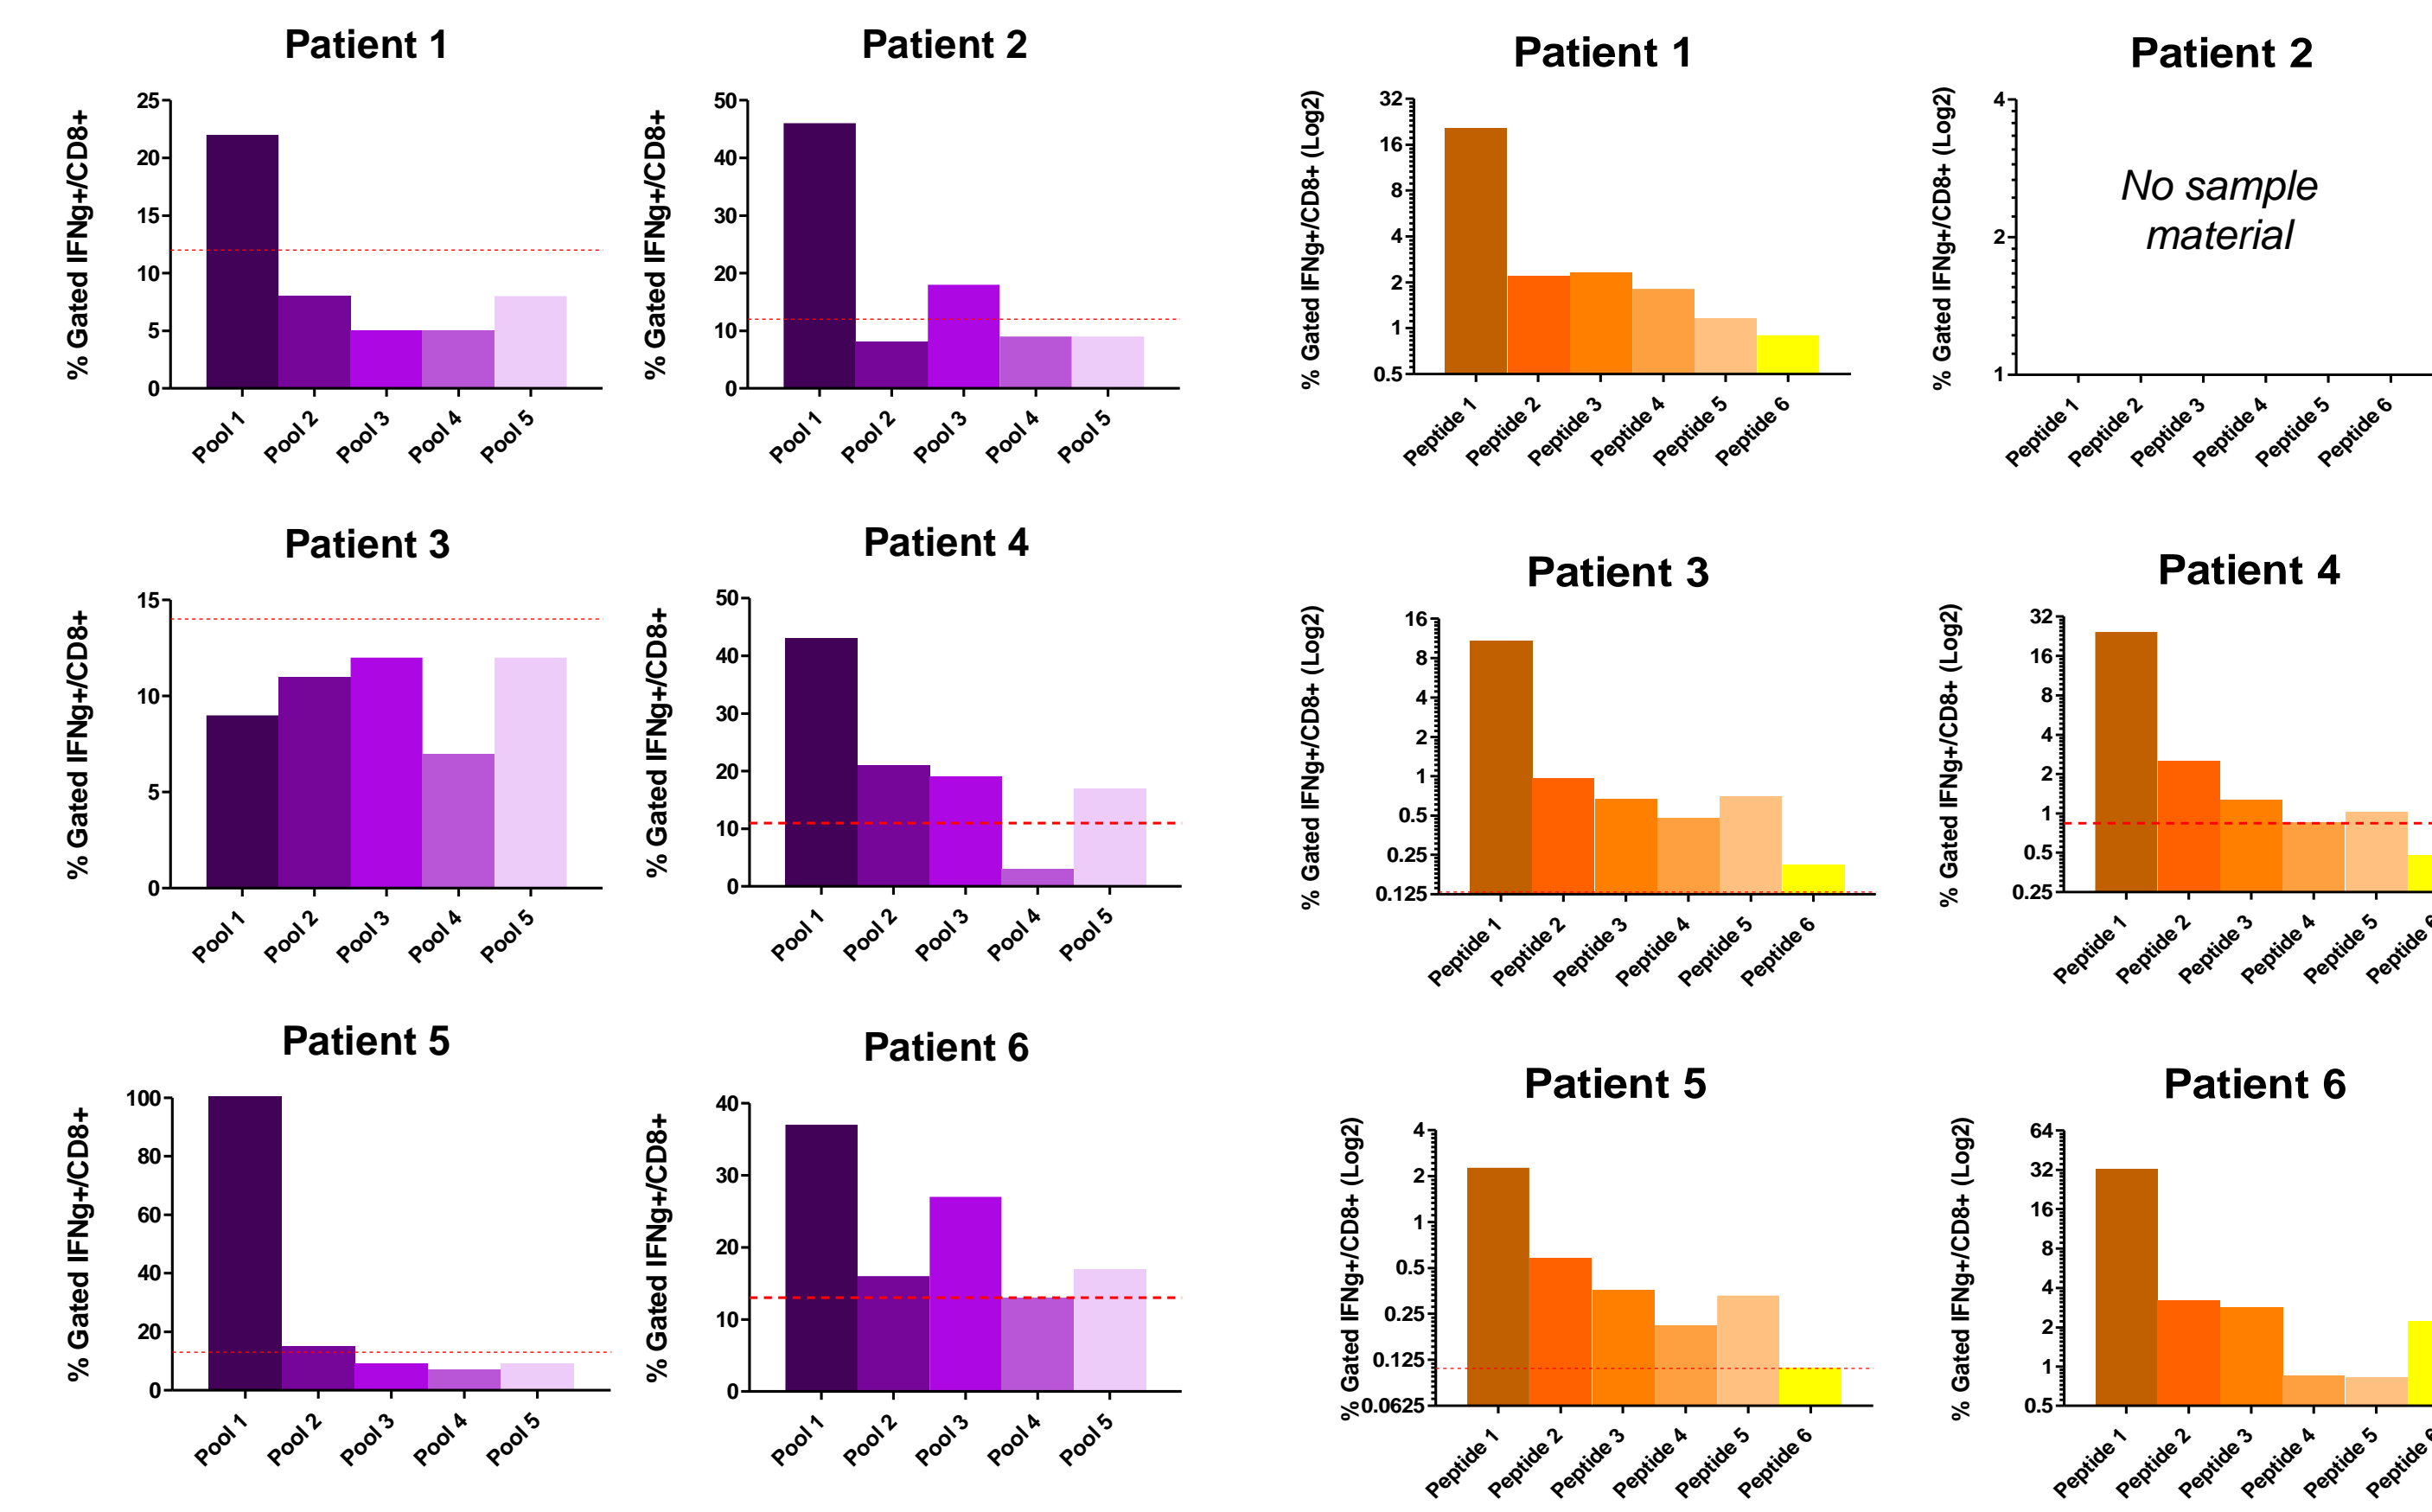 Patient 1
% Gated IFNg+/CD8+
25
20
15
10
5
0
Pool 1
Pool 2
Pool 3
Pool 4
Pool 5
Patient 2
% Gated IFNg+/CD8+
50
40
30
20
10
0
Pool 1
Pool 2
Pool 3
Pool 4
Pool 5
Patient 1
% Gated IFNg+/CD8+ (Log2)
32
16
8
4
2
1
0.5
Peptide 1
Peptide 2
Peptide 3
Peptide 4
Peptide 5
Peptide 6
Patient 2
% Gated IFNg+/CD8+ (Log2)
4
2
1
No sample
material
Peptide 1
Peptide 2
Peptide 3
Peptide 4
Peptide 5
Peptide 6
Patient 3
% Gated IFNg+/CD8+
15
10
5
0
Pool 1
Pool 2
Pool 3
Pool 4
Pool 5
Patient 4
% Gated IFNg+/CD8+
50
40
30
20
10
0
Pool 1
Pool 2
Pool 3
Pool 4
Pool 5
Patient 3
% Gated IFNg+/CD8+ (Log2)
16
8
4
2
1
0.5
0.25
0.125
Peptide 1
Peptide 2
Peptide 3
Peptide 4
Peptide 5
Peptide 6
Patient 4
% Gated IFNg+/CD8+ (Log2)
32
16
8
4
2
1
0.5
0.25
Peptide 1
Peptide 2
Peptide 3
Peptide 4
Peptide 5
Peptide 6
Patient 5
% Gated IFNg+/CD8+
100
80
60
40
20
0
Pool 1
Pool 2
Pool 3
Pool 4
Pool 5
Patient 6
% Gated IFNg+/CD8+
40
30
20
10
0
Pool 1
Pool 2
Pool 3
Pool 4
Pool 5
Patient 5
% Gated IFNg+/CD8+ (Log2)
4
2
1
0.5
0.25
0.125
0.0625
Peptide 1
Peptide 2
Peptide 3
Peptide 4
Peptide 5
Peptide 6
Patient 6
% Gated IFNg+/CD8+ (Log2)
64
32
16
8
4
2
1
0.5
Peptide 1
Peptide 2
Peptide 3
Peptide 4
Peptide 5
Peptide 6